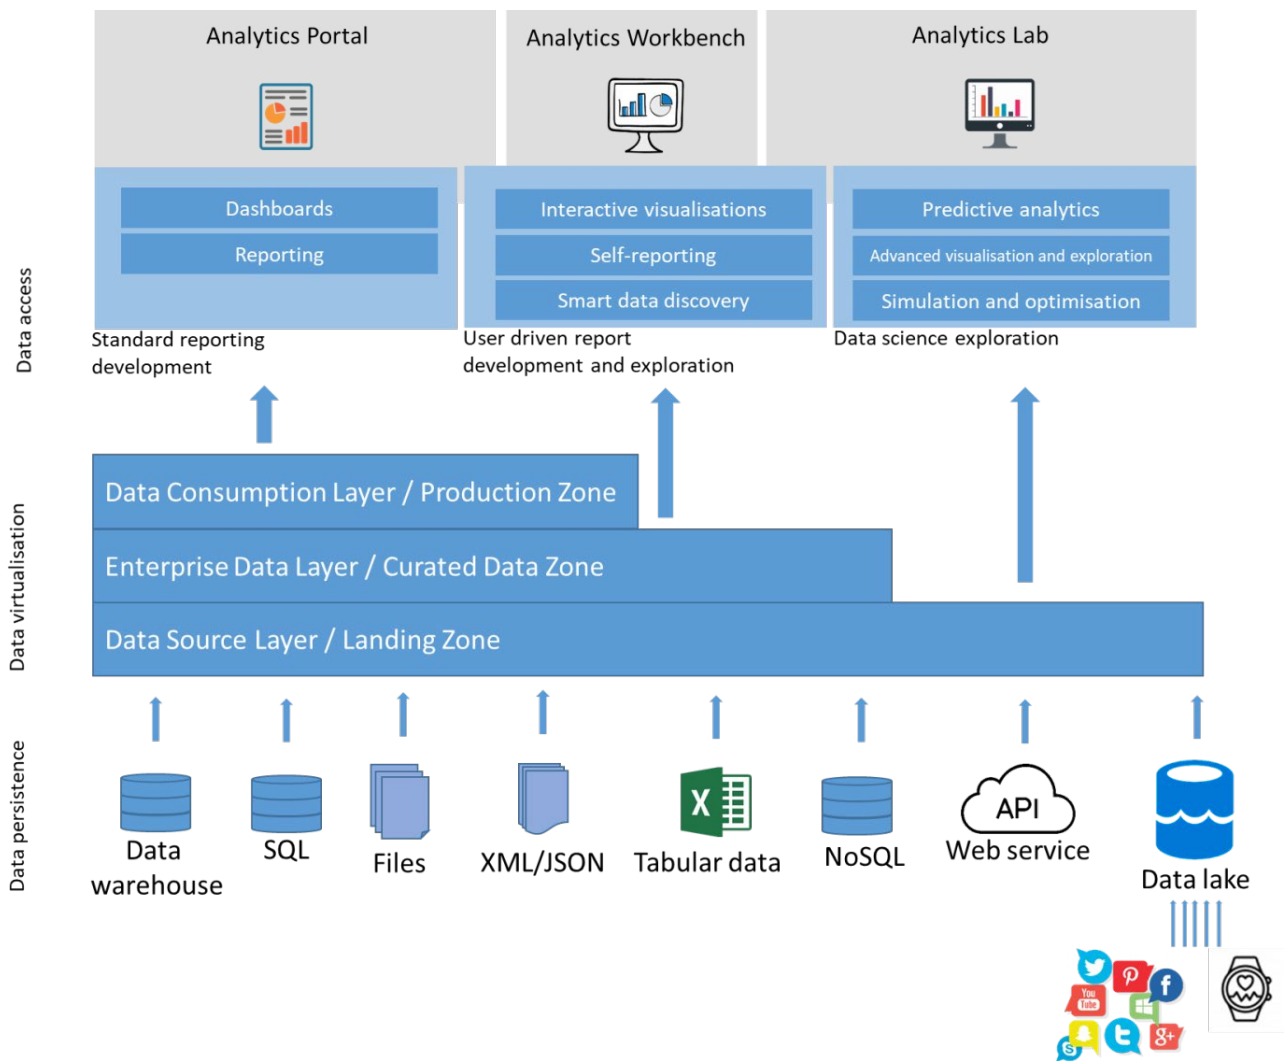 Analytics Portal
Analytics Workbench
Analytics Lab
Dashboards
Reporting
Interactive visualisations
Self-reporting
Smart data discovery
Predictive analytics
Advanced visualisation and exploration
Simulation and optimisation
Data access
Standard reporting
development
User driven report
development and exploration
Data science exploration
Data virtualisation
Data Consumption Layer / Production Zone
Enterprise Data Layer / Curated Data Zone
Data Source Layer / Landing Zone
Data persistence
Data
warehouse
SQL
Files
XML/JSON
X
Tabular data
NoSQL
API
Web service
Data lake
You
Tube
f
g+
S